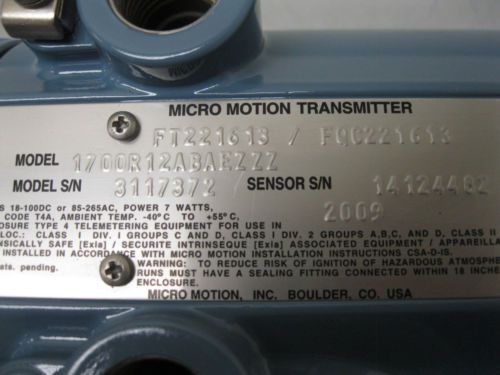 MICRO MOTION TRANSMITTER
FT221613 / FQC221613
MODEL 1700R12ABAEZZZ
MODEL S/N 3117372 / SENSOR S/N 14124402
S 18-100DC or 85-265AC, POWER 7 WATTS, 2009
CODE T4A, AMBIENT TEMP. -40°C TO +55°C,
OSURE TYPE 4 TELEMETERING EQUIPMENT FOR USE IN
LOC.: CLASS I DIV. I GROUPS C AND D, CLASS I DIV. 2 GROUPS A,B,C, AND D, CLASS II
NSICALLY SAFE [Exia] / SECURITE INTRINSEQUE [Exia] ASSOCIATED EQUIPMENT / APPAREILLA
INSTALLED IN ACCORDANCE WITH MICRO MOTION INSTALLATION INSTRUCTIONS CSA-D-IS.
ats. pending. WARNING: TO REDUCE RISK OF IGNITION OF HAZARDOUS ATMOSPHE
RUNS MUST HAVE A SEALING FITTING CONNECTED WITHIN 18 INCHE
ENCLOSURE.
MICRO MOTION, INC. BOULDER, CO. USA